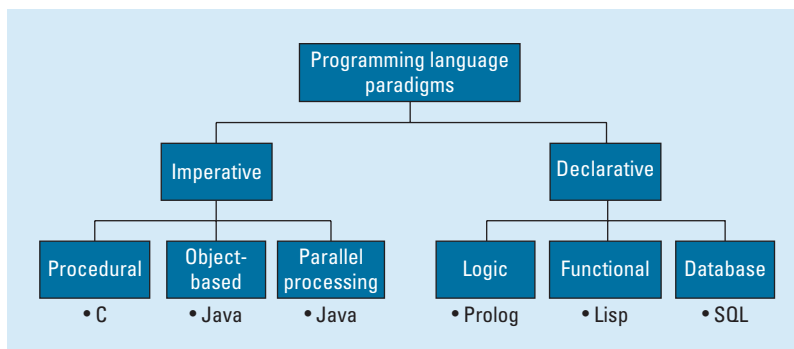 Programming language
paradigms
Imperative
Declarative
Procedural
Object-
based
Parallel
processing
Logic
Functional
Database
• C
• Java
• Java
• Prolog
• Lisp
• SQL